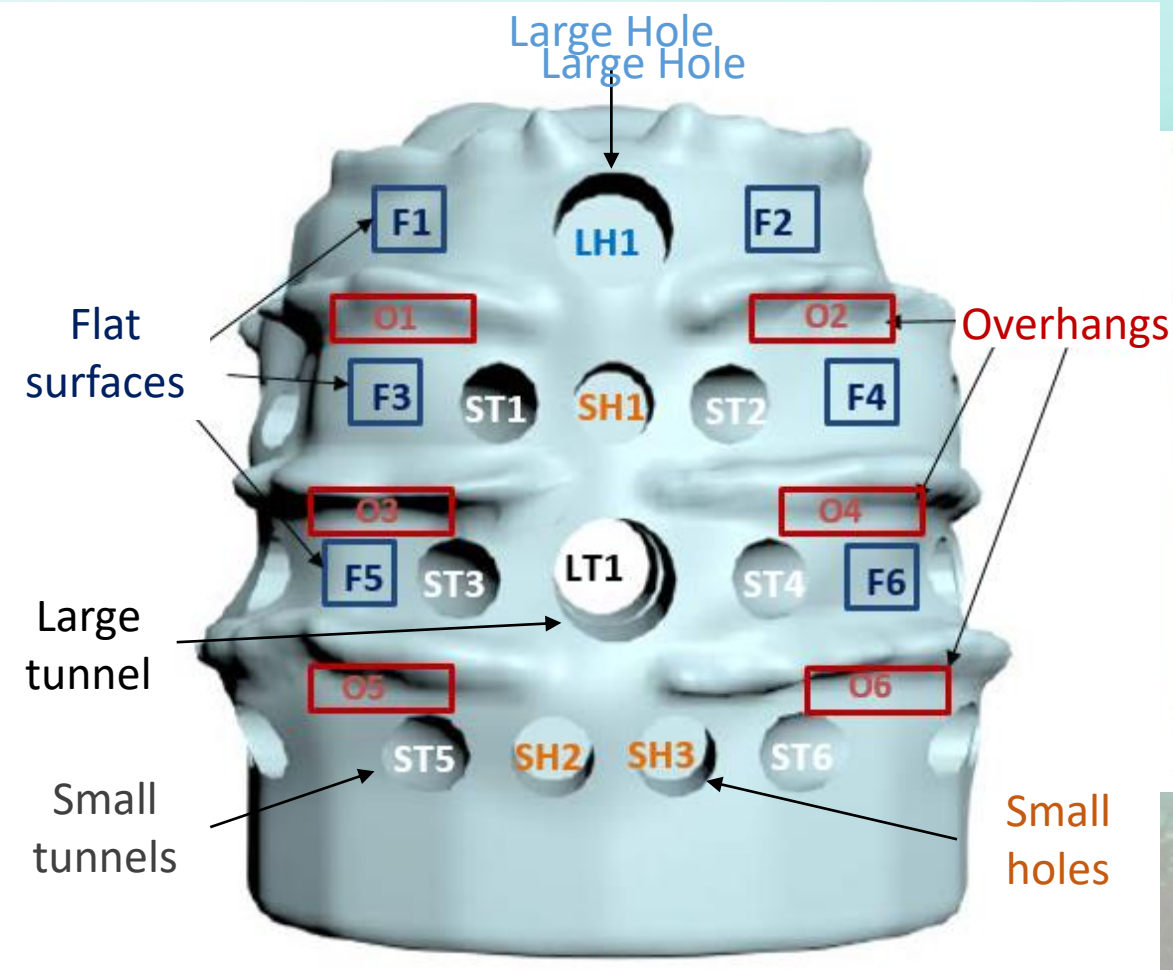 Large Hole
Large Hole
F1
LH1
F2
Flat
surfaces
O1
O2
Overhangs
F3
ST1
SH1
ST2
F4
O3
O4
F5
ST3
LT1
ST4
F6
Large
tunnel
O5
O6
ST5
SH2
SH3
ST6
Small
tunnels
Small
holes